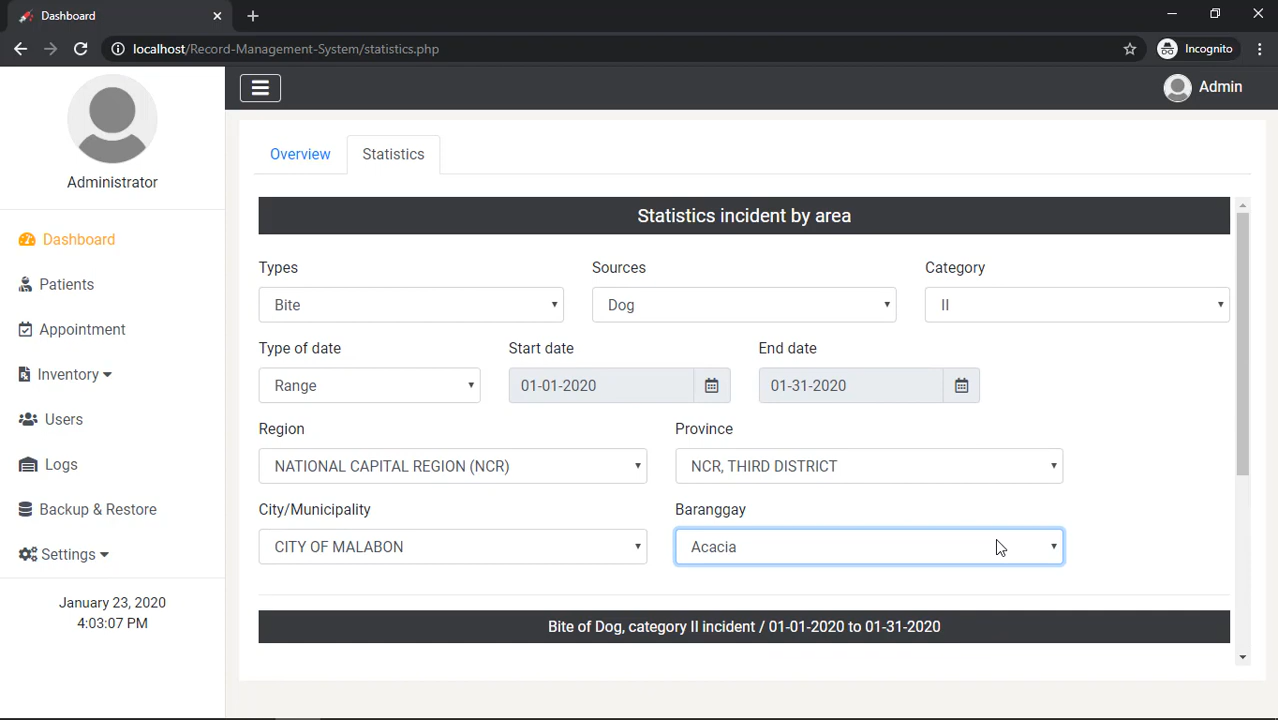 Dashboard
localhost/Record-Management-System/statistics.php
Incognito
Admin
Administrator
Dashboard
Patients
Appointment
Inventory
Users
Logs
Backup & Restore
Settings
January 23, 2020
4:03:07 PM
Overview
Statistics
Statistics incident by area
Types
Sources
Category
Bite
Dog
II
Type of date
Start date
End date
Range
01-01-2020
01-31-2020
Region
Province
NATIONAL CAPITAL REGION (NCR)
NCR, THIRD DISTRICT
City/Municipality
Baranggay
CITY OF MALABON
Acacia
Bite of Dog, category II incident / 01-01-2020 to 01-31-2020